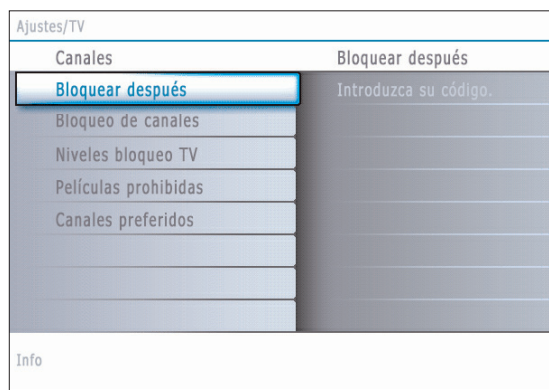 Ajustes/TV
Canales
Bloquear después
Bloquear después
Introduzca su código.
Bloqueo de canales
Niveles bloqueo TV
Películas prohibidas
Canales preferidos
Info